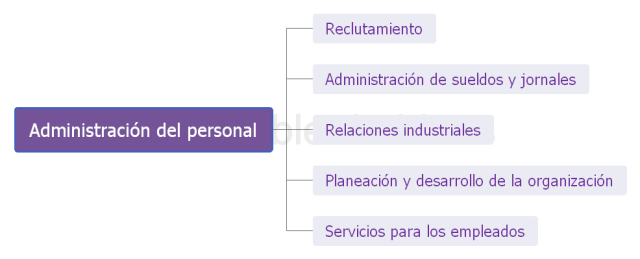 Reclutamiento
Administración de sueldos y jornales
Administración del personal
Relaciones industriales
Planeación y desarrollo de la organización
Servicios para los empleados